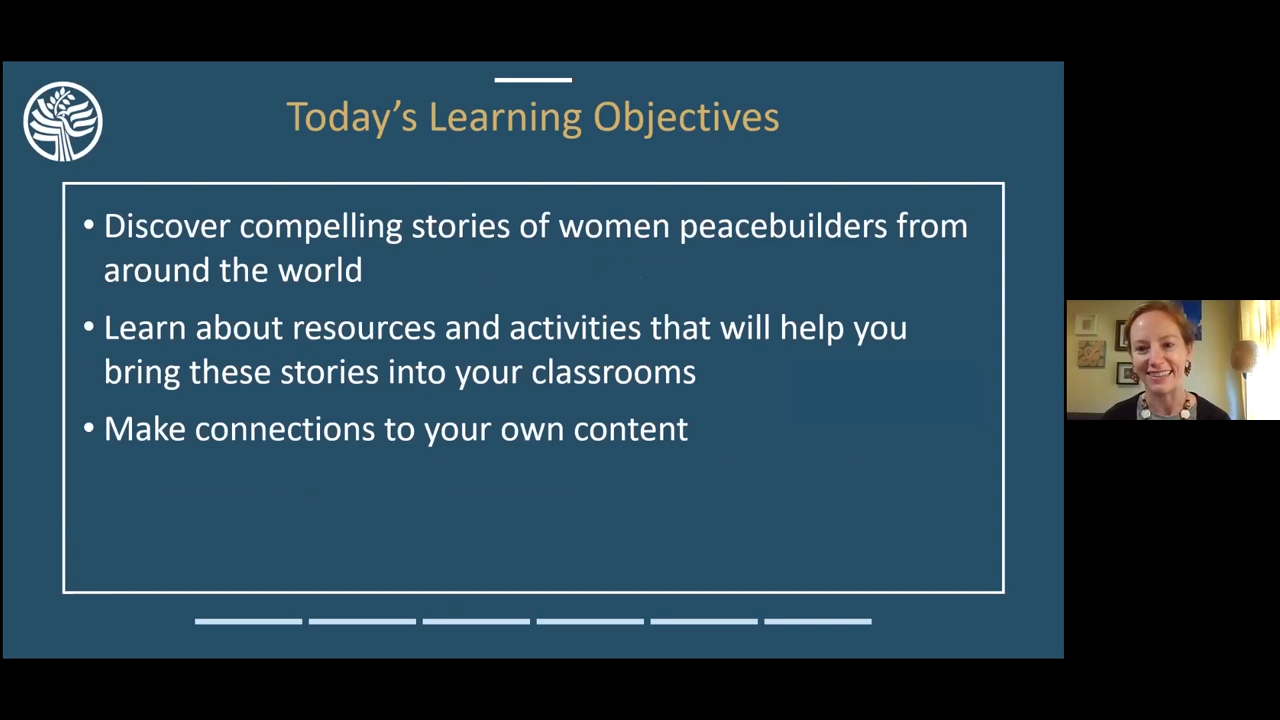 Today’s Learning Objectives
• Discover compelling stories of women peacebuilders from
around the world
• Learn about resources and activities that will help you
bring these stories into your classrooms
• Make connections to your own content